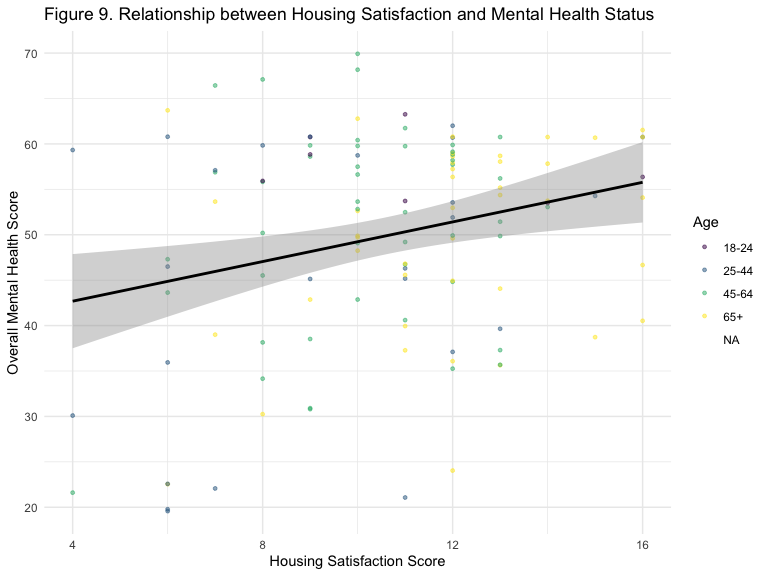 Figure 9. Relationship between Housing Satisfaction and Mental Health Status
70
60
50
40
30
20
Overall Mental Health Score
4
8
12
16
Housing Satisfaction Score
Age
18-24
25-44
45-64
65+
NA